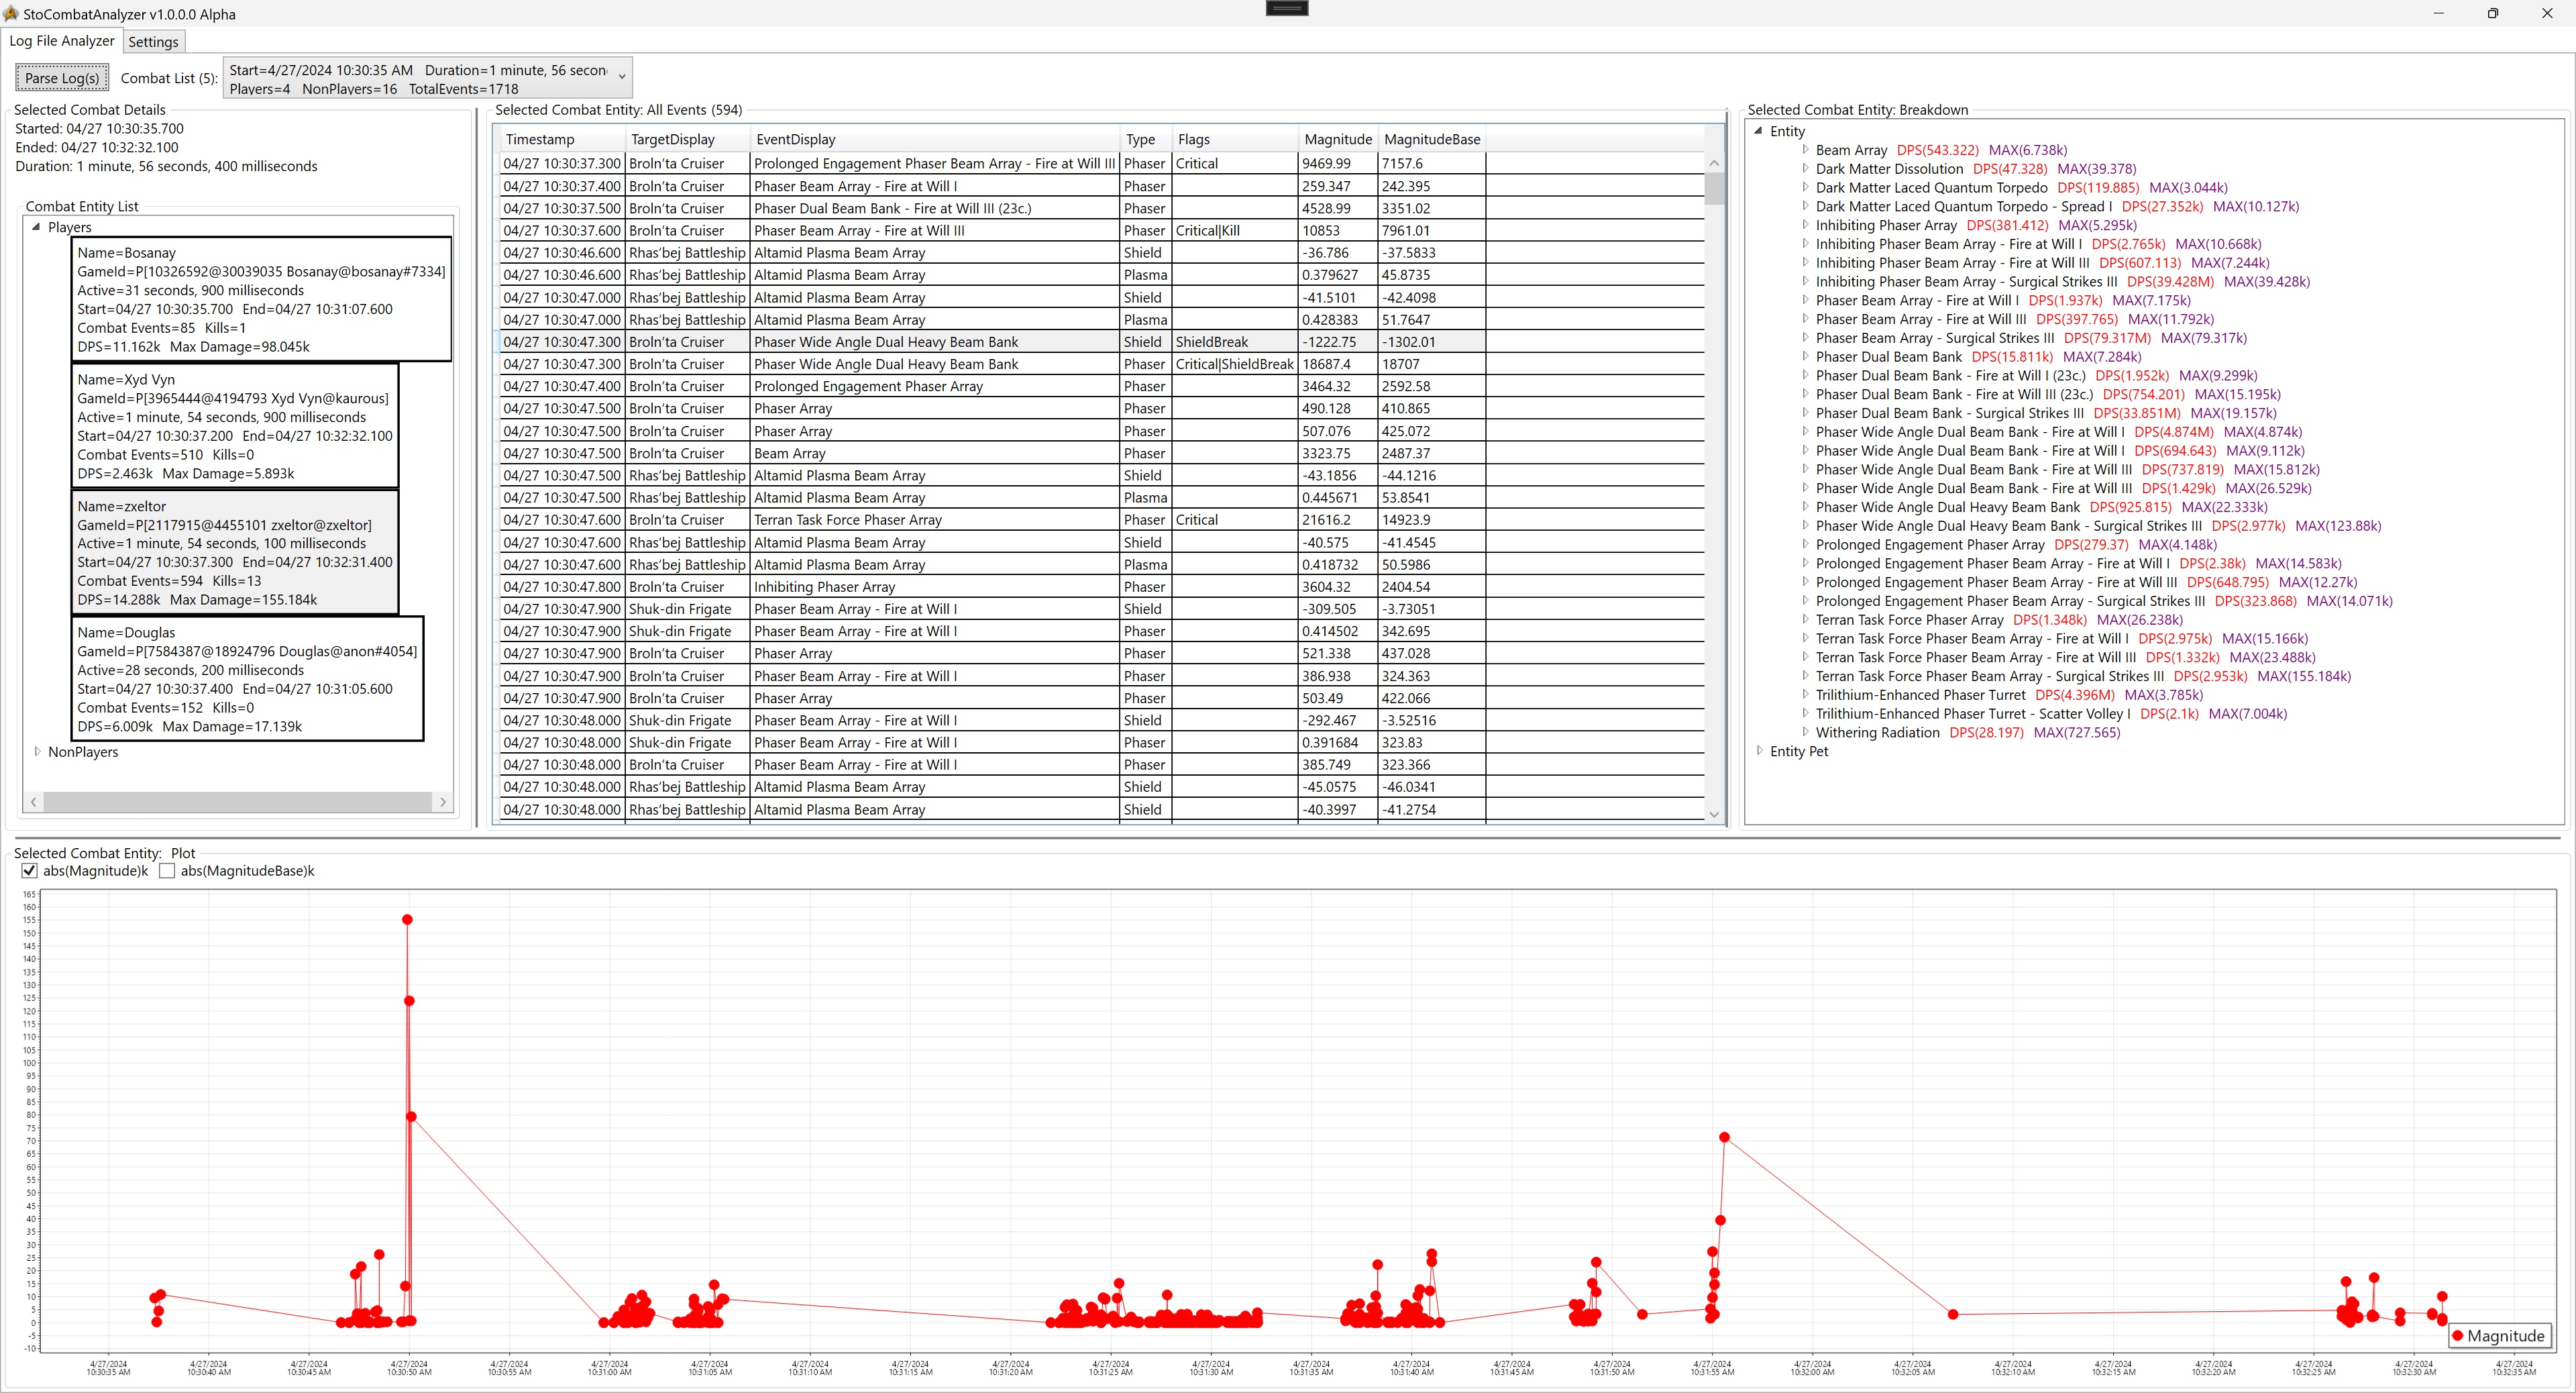 StoCombatAnalyzer v1.0.0.0 Alpha
Log File Analyzer
Settings
Parse Log(s)
Combat List (5):
Start=4/27/2024 10:30:35 AM Duration=1 minute, 56 secon
Players=4 NonPlayers=16 TotalEvents=1718
Selected Combat Details
Started: 04/27 10:30:35.700
Ended: 04/27 10:32:32.100
Duration: 1 minute, 56 seconds, 400 milliseconds
Combat Entity List
Players
Name=Bosanay
GameId=P[10326592@30039035 Bosanay@bosanay#7334]
Active=31 seconds, 900 milliseconds
Start=04/27 10:30:35.700 End=04/27 10:31:07.600
Combat Events=85 Kills=1
DPS=11.162k Max Damage=98.045k
Name=Xyd Vyn
GameId=P[3965444@4194793 Xyd Vyn@kaurous]
Active=1 minute, 54 seconds, 900 milliseconds
Start=04/27 10:30:37.200 End=04/27 10:32:32.100
Combat Events=510 Kills=0
DPS=2.463k Max Damage=5.893k
Name=zxeltor
GameId=P[2117915@4455101 zxeltor@zxeltor]
Active=1 minute, 54 seconds, 100 milliseconds
Start=04/27 10:30:37.300 End=04/27 10:32:31.400
Combat Events=594 Kills=13
DPS=14.288k Max Damage=155.184k
Name=Douglas
GameId=P[7584387@18924796 Douglas@anon#4054]
Active=28 seconds, 200 milliseconds
Start=04/27 10:30:37.400 End=04/27 10:31:05.600
Combat Events=152 Kills=0
DPS=6.009k Max Damage=17.139k
NonPlayers
Selected Combat Entity: All Events (594)
Timestamp TargetDisplay EventDisplay Type Flags Magnitude MagnitudeBase
04/27 10:30:37.300 Broln'ta Cruiser Prolonged Engagement Phaser Beam Array - Fire at Will III Phaser Critical 9469.99 7157.6
04/27 10:30:37.400 Broln'ta Cruiser Phaser Beam Array - Fire at Will I Phaser 259.347 242.395
04/27 10:30:37.500 Broln'ta Cruiser Phaser Dual Beam Bank - Fire at Will III (23c.) Phaser 4528.99 3351.02
04/27 10:30:37.600 Broln'ta Cruiser Phaser Beam Array - Fire at Will III Phaser Critical|Kill 10853 7961.01
04/27 10:30:46.600 Rhas'bej Battleship Altamid Plasma Beam Array Shield -36.786 -37.5833
04/27 10:30:46.600 Rhas'bej Battleship Altamid Plasma Beam Array Plasma 0.379627 45.8735
04/27 10:30:47.000 Rhas'bej Battleship Altamid Plasma Beam Array Shield -41.5101 -42.4098
04/27 10:30:47.000 Rhas'bej Battleship Altamid Plasma Beam Array Plasma 0.428383 51.7647
04/27 10:30:47.300 Broln'ta Cruiser Phaser Wide Angle Dual Heavy Beam Bank Shield ShieldBreak -1222.75 -1302.01
04/27 10:30:47.300 Broln'ta Cruiser Phaser Wide Angle Dual Heavy Beam Bank Phaser Critical|ShieldBreak 18687.4 18707
04/27 10:30:47.400 Broln'ta Cruiser Prolonged Engagement Phaser Array Phaser 3464.32 2592.58
04/27 10:30:47.500 Broln'ta Cruiser Phaser Array Phaser 490.128 410.865
04/27 10:30:47.500 Broln'ta Cruiser Phaser Array Phaser 507.076 425.072
04/27 10:30:47.500 Broln'ta Cruiser Beam Array Phaser 3323.75 2487.37
04/27 10:30:47.500 Rhas'bej Battleship Altamid Plasma Beam Array Shield -43.1856 -44.1216
04/27 10:30:47.500 Rhas'bej Battleship Altamid Plasma Beam Array Plasma 0.445671 53.8541
04/27 10:30:47.600 Broln'ta Cruiser Terran Task Force Phaser Array Phaser Critical 21616.2 14923.9
04/27 10:30:47.600 Rhas'bej Battleship Altamid Plasma Beam Array Shield -40.575 -41.4545
04/27 10:30:47.600 Rhas'bej Battleship Altamid Plasma Beam Array Plasma 0.418732 50.5986
04/27 10:30:47.800 Broln'ta Cruiser Inhibiting Phaser Array Phaser 3604.32 2404.54
04/27 10:30:47.900 Shuk-din Frigate Phaser Beam Array - Fire at Will I Shield -309.505 -3.73051
04/27 10:30:47.900 Shuk-din Frigate Phaser Beam Array - Fire at Will I Phaser 0.414502 342.695
04/27 10:30:47.900 Broln'ta Cruiser Phaser Array Phaser 521.338 437.028
04/27 10:30:47.900 Broln'ta Cruiser Phaser Beam Array - Fire at Will I Phaser 386.938 324.363
04/27 10:30:47.900 Broln'ta Cruiser Phaser Array Phaser 503.49 422.066
04/27 10:30:48.000 Shuk-din Frigate Phaser Beam Array - Fire at Will I Shield -292.467 -3.52516
04/27 10:30:48.000 Shuk-din Frigate Phaser Beam Array - Fire at Will I Phaser 0.391684 323.83
04/27 10:30:48.000 Broln'ta Cruiser Phaser Beam Array - Fire at Will I Phaser 385.749 323.366
04/27 10:30:48.000 Rhas'bej Battleship Altamid Plasma Beam Array Shield -45.0575 -46.0341
04/27 10:30:48.000 Rhas'bej Battleship Altamid Plasma Beam Array Shield -40.3997 -41.2754
Selected Combat Entity: Breakdown
Entity
Beam Array DPS(543.322) MAX(6.738k)
Dark Matter Dissolution DPS(47.328) MAX(39.378)
Dark Matter Laced Quantum Torpedo DPS(119.885) MAX(3.044k)
Dark Matter Laced Quantum Torpedo - Spread I DPS(27.352k) MAX(10.127k)
Inhibiting Phaser Array DPS(381.412) MAX(5.295k)
Inhibiting Phaser Beam Array - Fire at Will I DPS(2.765k) MAX(10.668k)
Inhibiting Phaser Beam Array - Fire at Will III DPS(607.113) MAX(7.244k)
Inhibiting Phaser Beam Array - Surgical Strikes III DPS(39.428M) MAX(39.428k)
Phaser Beam Array - Fire at Will I DPS(1.937k) MAX(7.175k)
Phaser Beam Array - Fire at Will III DPS(397.765) MAX(11.792k)
Phaser Beam Array - Surgical Strikes III DPS(79.317M) MAX(79.317k)
Phaser Dual Beam Bank DPS(15.811k) MAX(7.284k)
Phaser Dual Beam Bank - Fire at Will I (23c.) DPS(1.952k) MAX(9.299k)
Phaser Dual Beam Bank - Fire at Will III (23c.) DPS(754.201) MAX(15.195k)
Phaser Dual Beam Bank - Surgical Strikes III DPS(33.851M) MAX(19.157k)
Phaser Wide Angle Dual Beam Bank - Fire at Will I DPS(4.874M) MAX(4.874k)
Phaser Wide Angle Dual Beam Bank - Fire at Will I DPS(694.643) MAX(9.112k)
Phaser Wide Angle Dual Beam Bank - Fire at Will III DPS(737.819) MAX(15.812k)
Phaser Wide Angle Dual Beam Bank - Fire at Will III DPS(1.429k) MAX(26.529k)
Phaser Wide Angle Dual Heavy Beam Bank DPS(925.815) MAX(22.333k)
Phaser Wide Angle Dual Heavy Beam Bank - Surgical Strikes III DPS(2.977k) MAX(123.88k)
Prolonged Engagement Phaser Array DPS(279.37) MAX(4.148k)
Prolonged Engagement Phaser Beam Array - Fire at Will I DPS(2.38k) MAX(14.583k)
Prolonged Engagement Phaser Beam Array - Fire at Will III DPS(648.795) MAX(12.27k)
Prolonged Engagement Phaser Beam Array - Surgical Strikes III DPS(323.868) MAX(14.071k)
Terran Task Force Phaser Array DPS(1.348k) MAX(26.238k)
Terran Task Force Phaser Beam Array - Fire at Will I DPS(2.975k) MAX(15.166k)
Terran Task Force Phaser Beam Array - Fire at Will III DPS(1.332k) MAX(23.488k)
Terran Task Force Phaser Beam Array - Surgical Strikes III DPS(2.953k) MAX(155.184k)
Trilithium-Enhanced Phaser Turret DPS(4.396M) MAX(3.785k)
Trilithium-Enhanced Phaser Turret - Scatter Volley I DPS(2.1k) MAX(7.004k)
Withering Radiation DPS(28.197) MAX(727.565)
Entity Pet
Selected Combat Entity: Plot
abs(Magnitude)k abs(MagnitudeBase)k
165
160
155
150
145
140
135
130
125
120
115
110
105
100
95
90
85
80
75
70
65
60
55
50
45
40
35
30
25
20
15
10
5
0
-5
-10
Magnitude
4/27/2024 4/27/2024 4/27/2024 4/27/2024 4/27/2024 4/27/2024 4/27/2024 4/27/2024 4/27/2024 4/27/2024 4/27/2024 4/27/2024 4/27/2024 4/27/2024 4/27/2024 4/27/2024 4/27/2024 4/27/2024 4/27/2024 4/27/2024 4/27/2024 4/27/2024 4/27/2024 4/27/2024 4/27/2024
10:30:35 AM 10:30:40 AM 10:30:45 AM 10:30:50 AM 10:30:55 AM 10:31:00 AM 10:31:05 AM 10:31:10 AM 10:31:15 AM 10:31:20 AM 10:31:25 AM 10:31:30 AM 10:31:35 AM 10:31:40 AM 10:31:45 AM 10:31:50 AM 10:31:55 AM 10:32:00 AM 10:32:05 AM 10:32:10 AM 10:32:15 AM 10:32:20 AM 10:32:25 AM 10:32:30 AM 10:32:35 AM